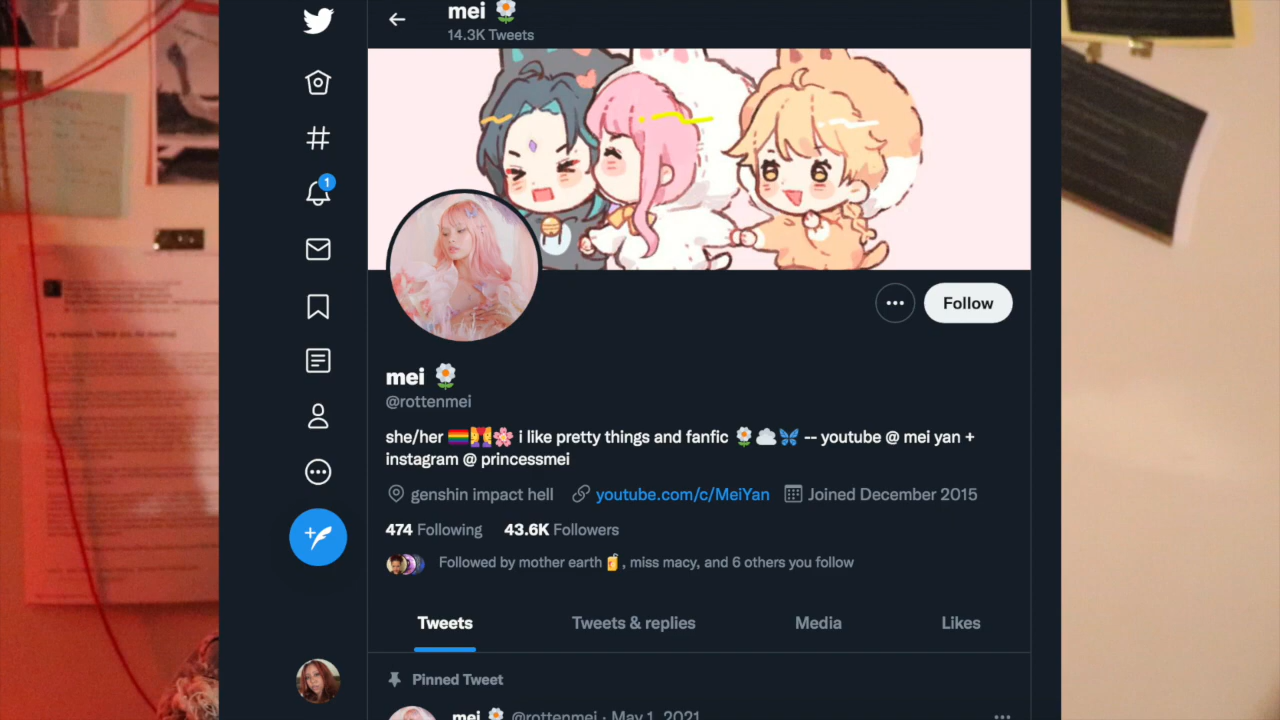 mei
14.3K Tweets
1
Follow
mei
@rottenmei
she/her i like pretty things and fanfic -- youtube @ mei yan +
instagram @ princessmei
genshin impact hell youtube.com/c/MeiYan Joined December 2015
474 Following 43.6K Followers
Followed by mother earth , miss macy, and 6 others you follow
Tweets Tweets & replies Media Likes
Pinned Tweet
mei @rottenmei · May 1, 2021